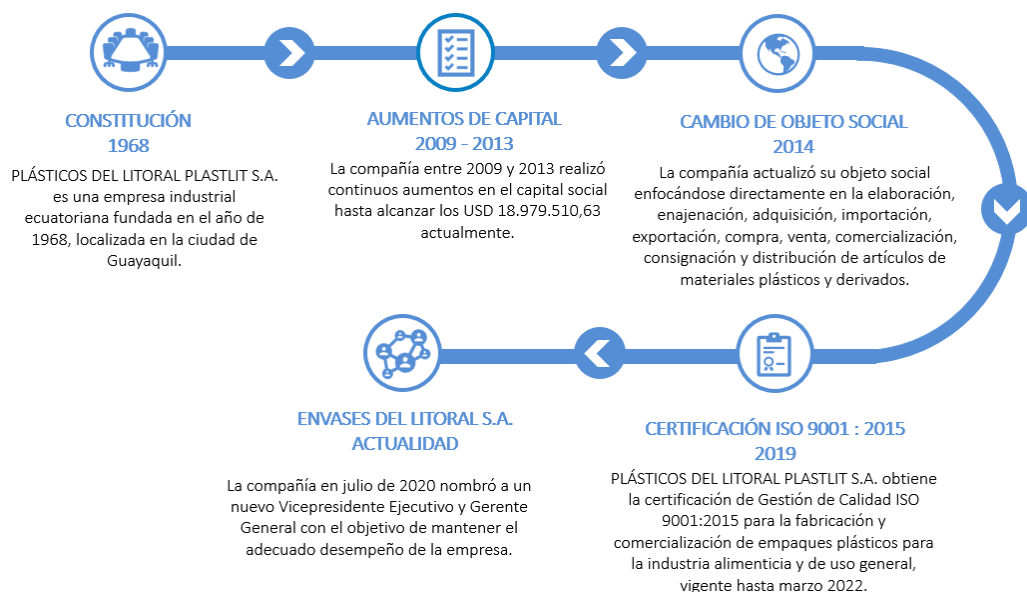 CONSTITUCIÓN
1968
PLÁSTICOS DEL LITORAL PLASTLIT S.A.
es una empresa industrial
ecuatoriana fundada en el año de
1968, localizada en la ciudad de
Guayaquil.
AUMENTOS DE CAPITAL
2009 - 2013
La compañía entre 2009 y 2013 realizó
continuos aumentos en el capital social
hasta alcanzar los USD 18.979.510,63
actualmente.
CAMBIO DE OBJETO SOCIAL
2014
La compañía actualizó su objeto social
enfocándose directamente en la elaboración,
enajenación, adquisición, importación,
exportación, compra, venta, comercialización,
consignación y distribución de artículos de
materiales plásticos y derivados.
CERTIFICACIÓN ISO 9001 : 2015
2019
PLÁSTICOS DEL LITORAL PLASTLIT S.A. obtiene
la certificación de Gestión de Calidad ISO
9001:2015 para la fabricación y
comercialización de empaques plásticos para
la industria alimenticia y de uso general,
vigente hasta marzo 2022.
ENVASES DEL LITORAL S.A.
ACTUALIDAD
La compañía en julio de 2020 nombró a un
nuevo Vicepresidente Ejecutivo y Gerente
General con el objetivo de mantener el
adecuado desempeño de la empresa.